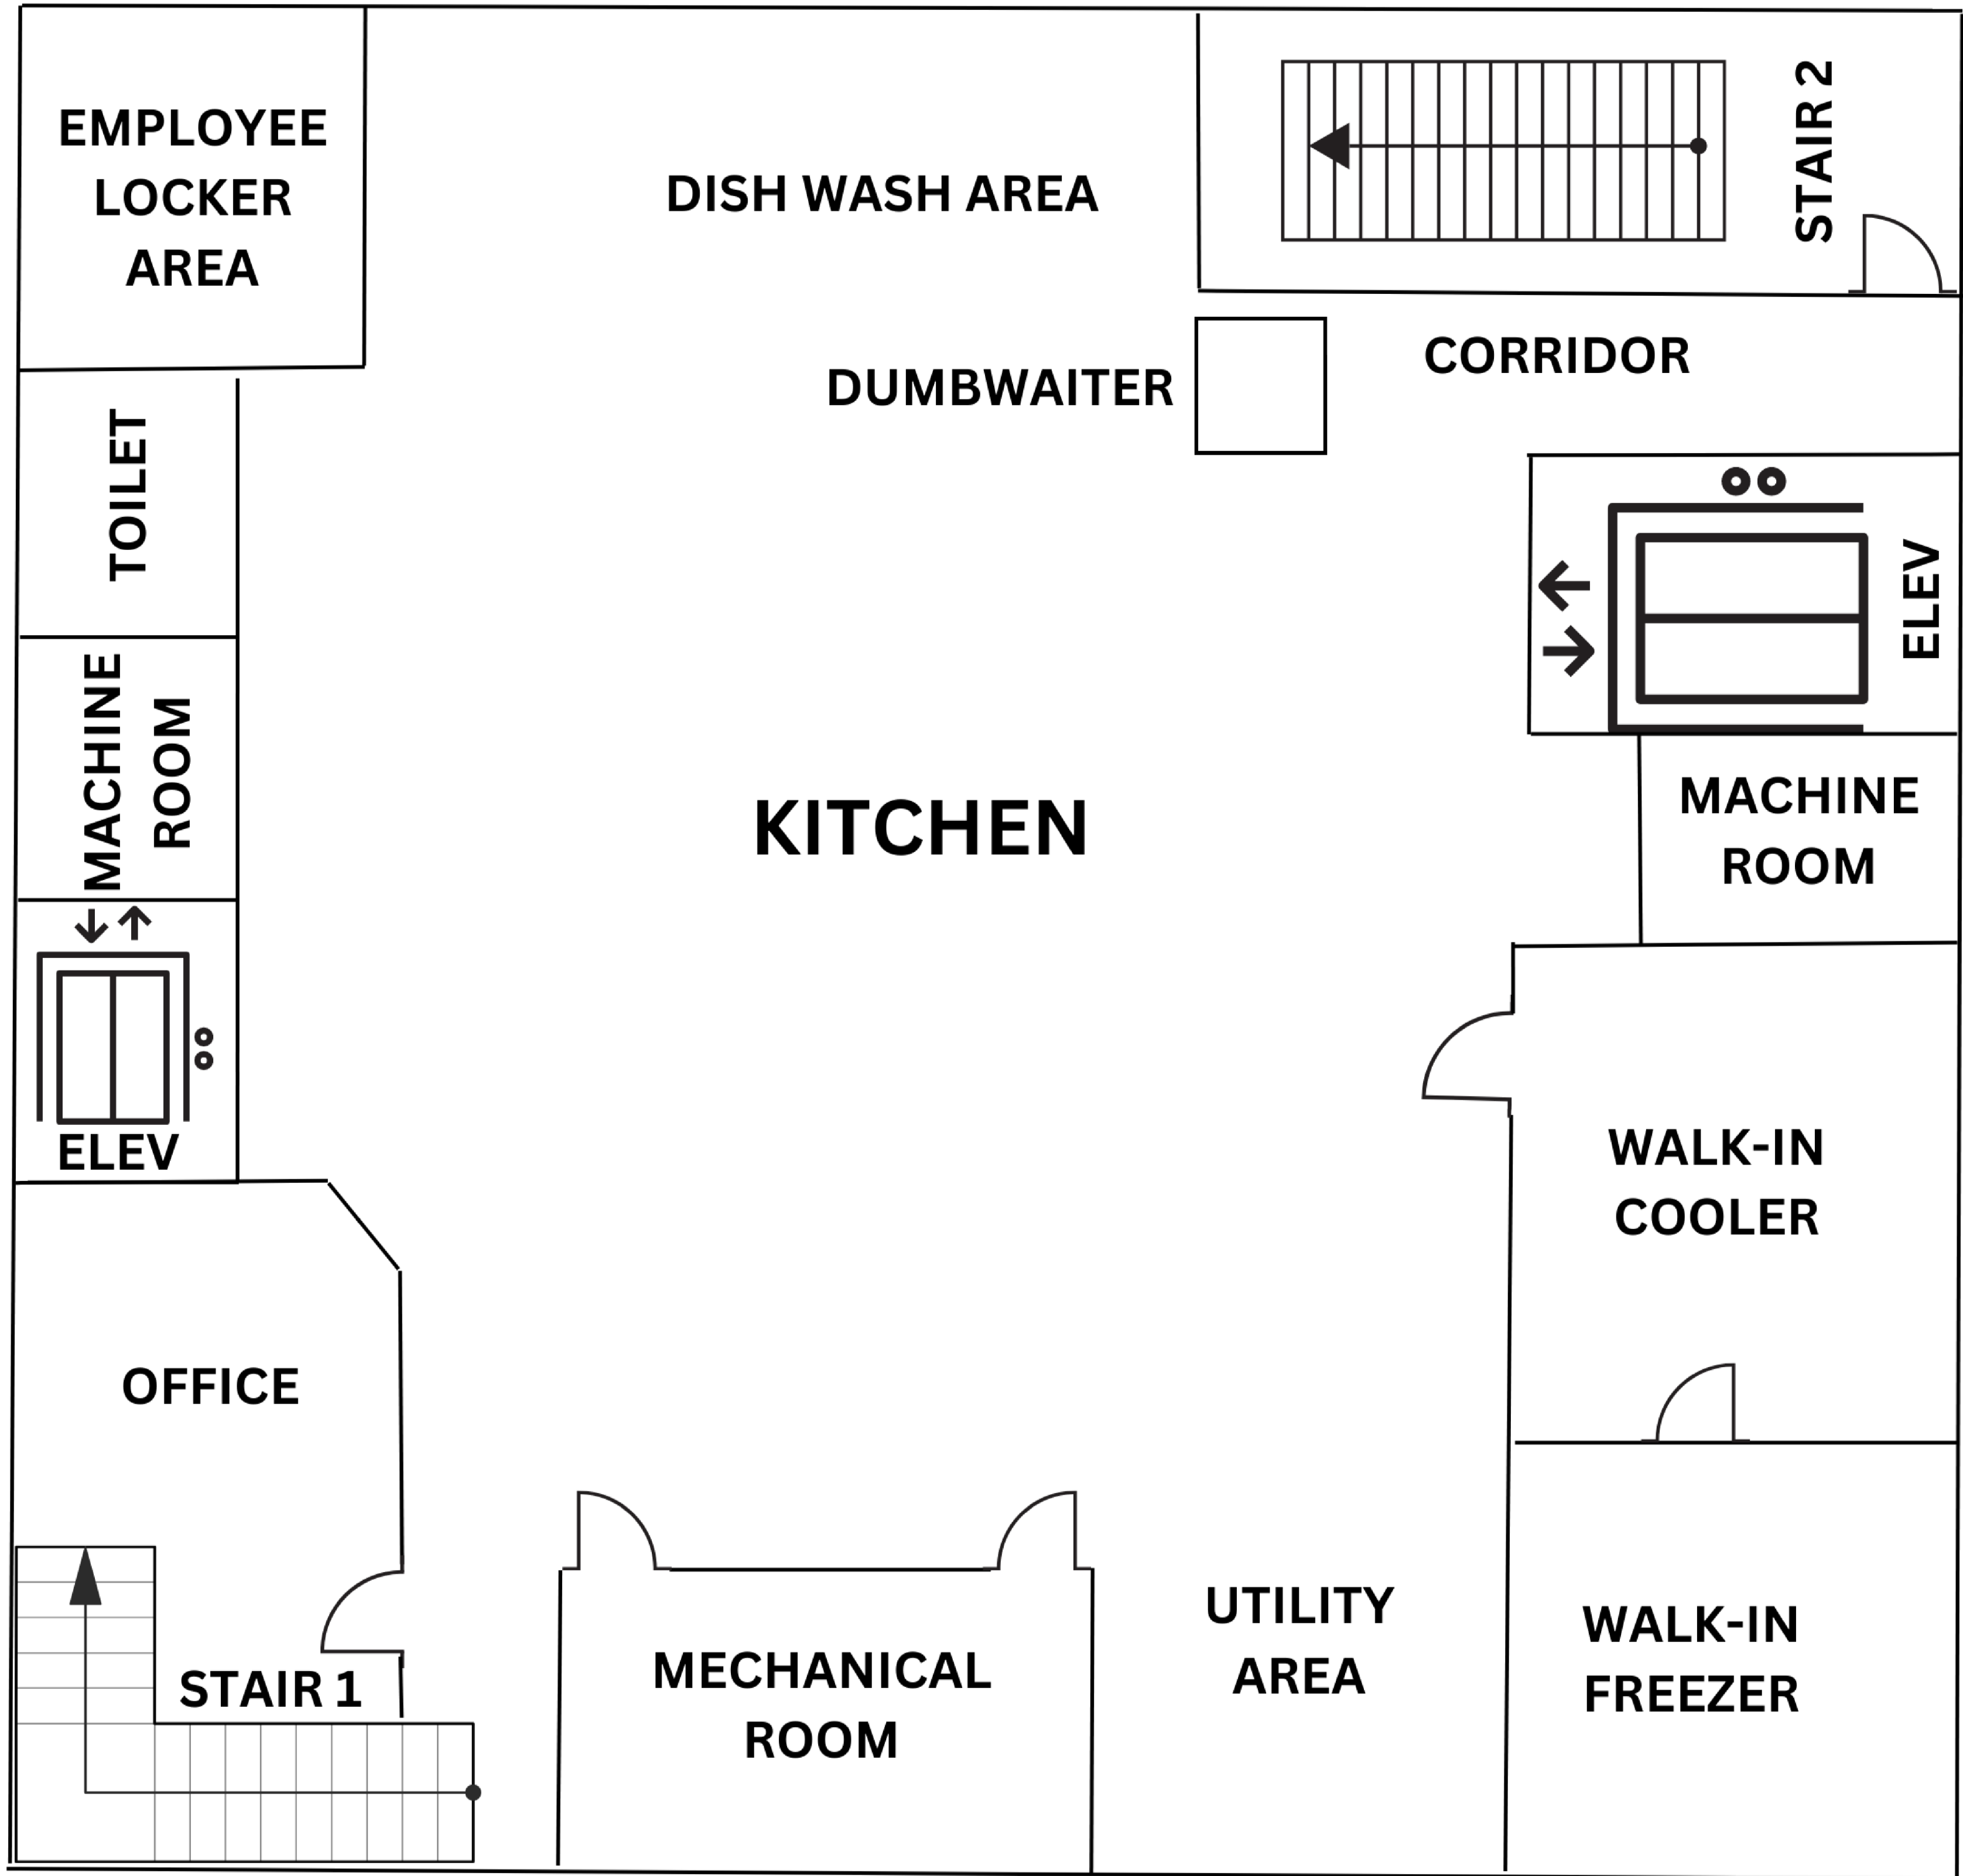 EMPLOYEE
LOCKER
AREA
DISH WASH AREA
STAIR 2
DUMBWAITER
CORRIDOR
TOILET
ELEV
MACHINE
ROOM
KITCHEN
MACHINE
ROOM
ELEV
WALK-IN
COOLER
OFFICE
STAIR 1
MECHANICAL
ROOM
UTILITY
AREA
WALK-IN
FREEZER